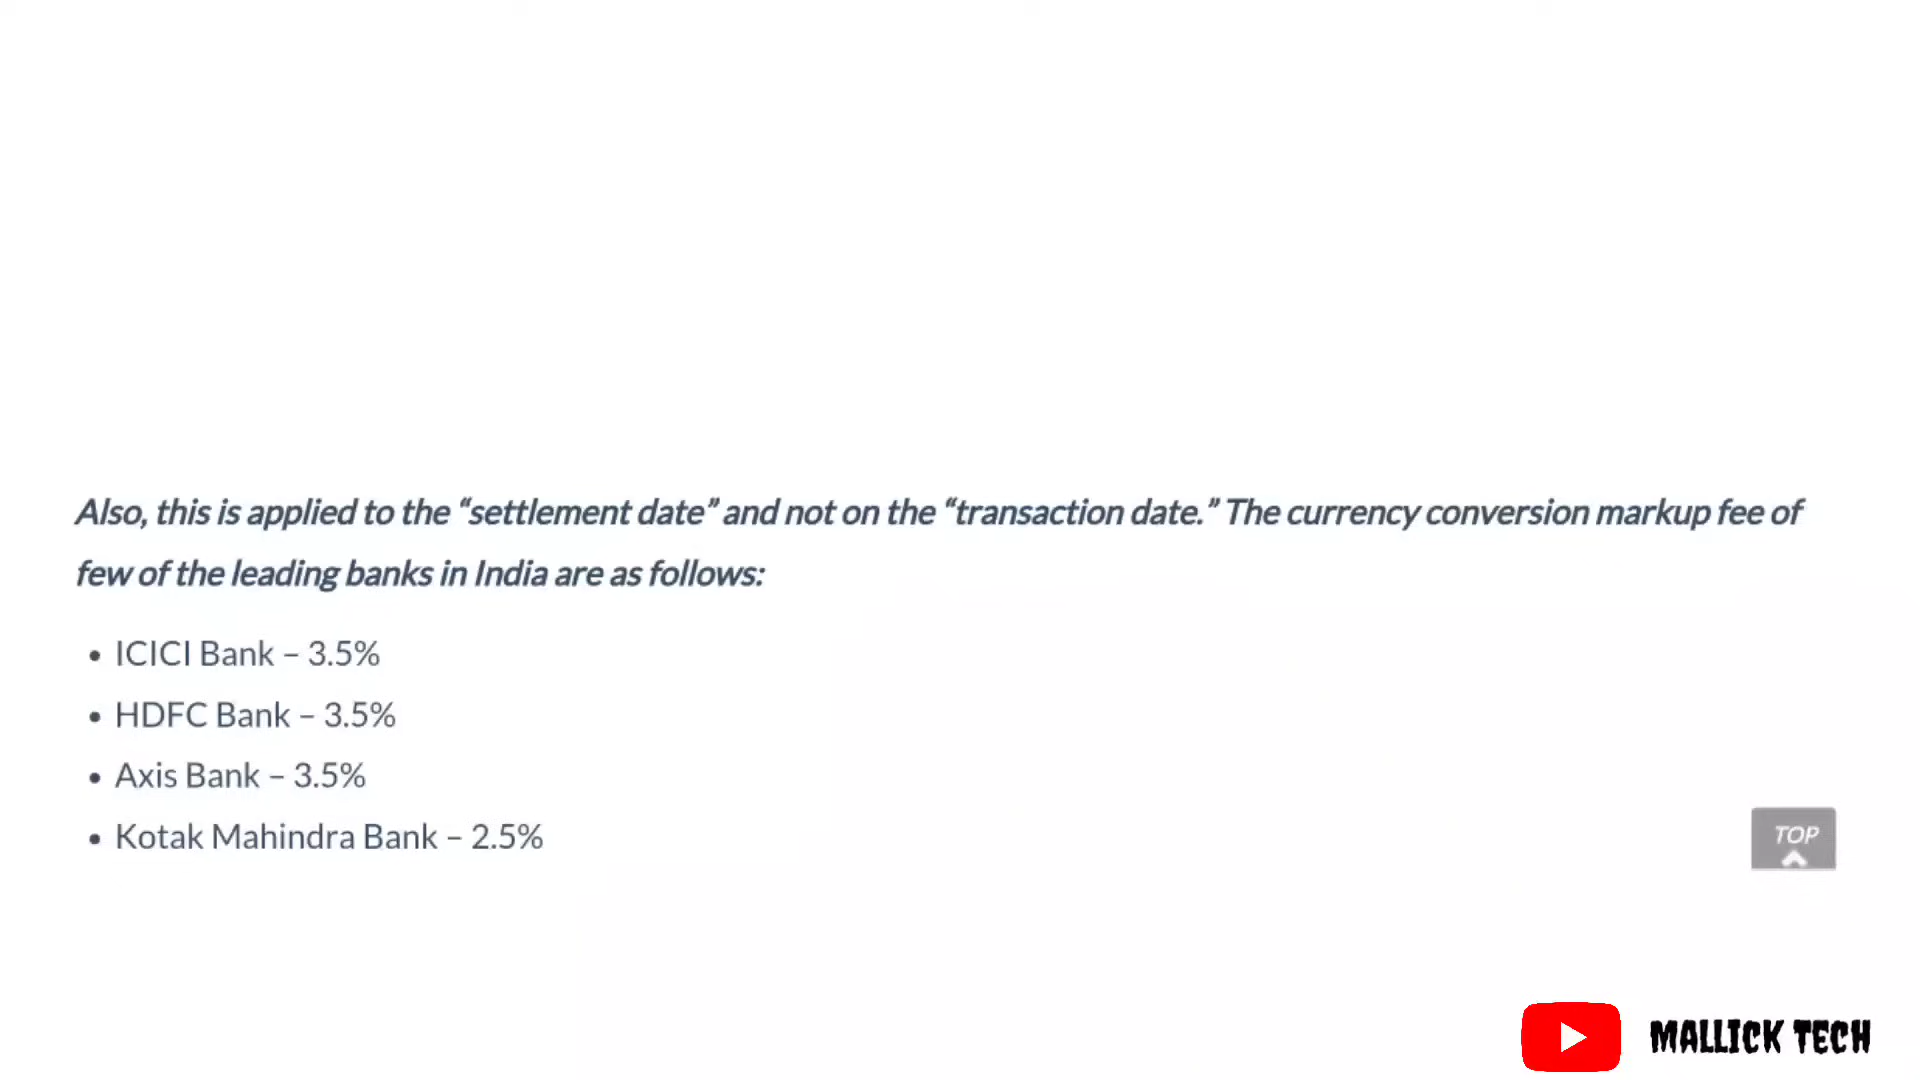 Also, this is applied to the “settlement date” and not on the “transaction date.” The currency conversion markup fee of
few of the leading banks in India are as follows:
• ICICI Bank – 3.5%
• HDFC Bank – 3.5%
• Axis Bank – 3.5%
• Kotak Mahindra Bank – 2.5%
TOP
MALLICK TECH